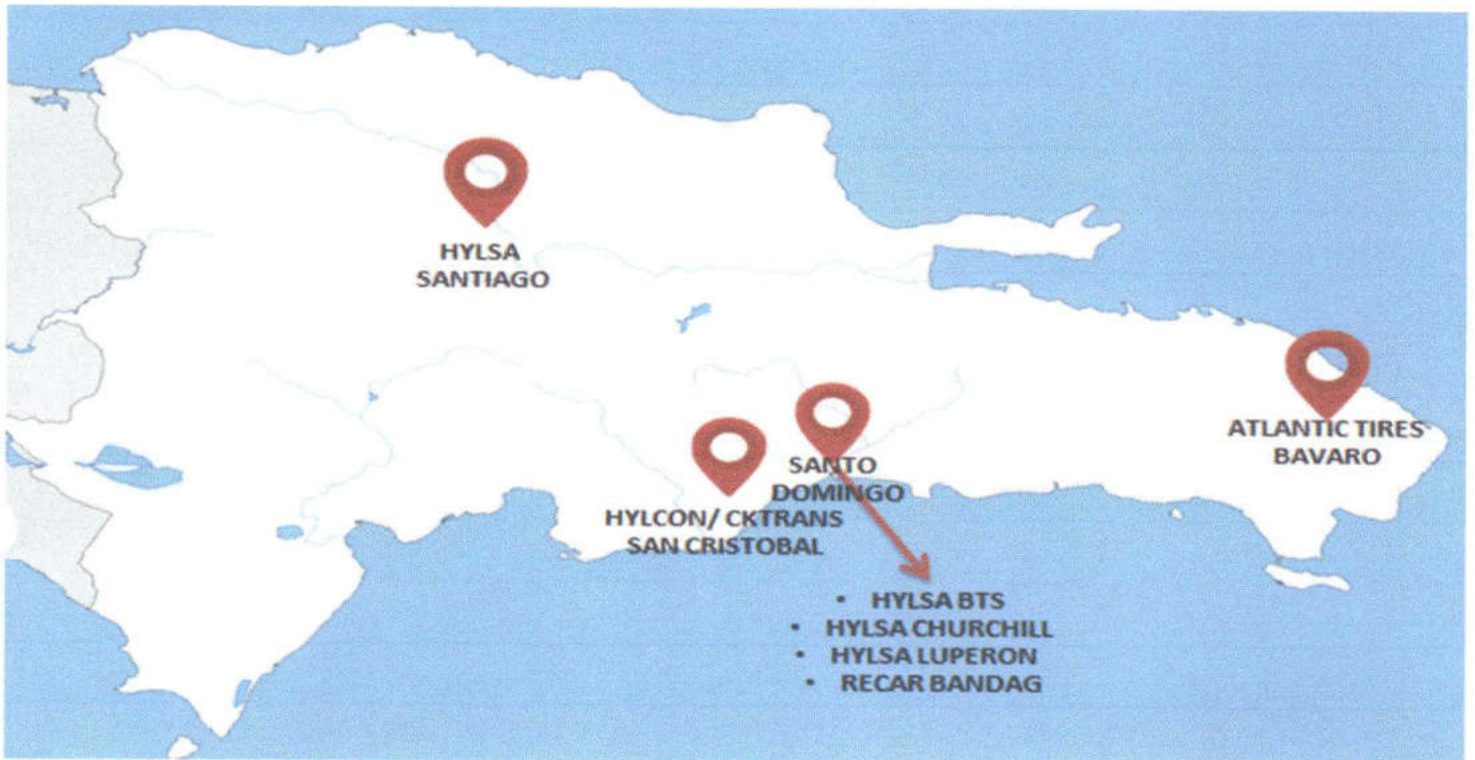 HYLSA
SANTIAGO
ATLANTIC TIRES
BAVARO
SANTO
DOMINGO
HYLCON/ CKTRANS
SAN CRISTOBAL
• HYLSA BTS
• HYLSA CHURCHILL
• HYLSA LUPERON
• RECAR BANDAG